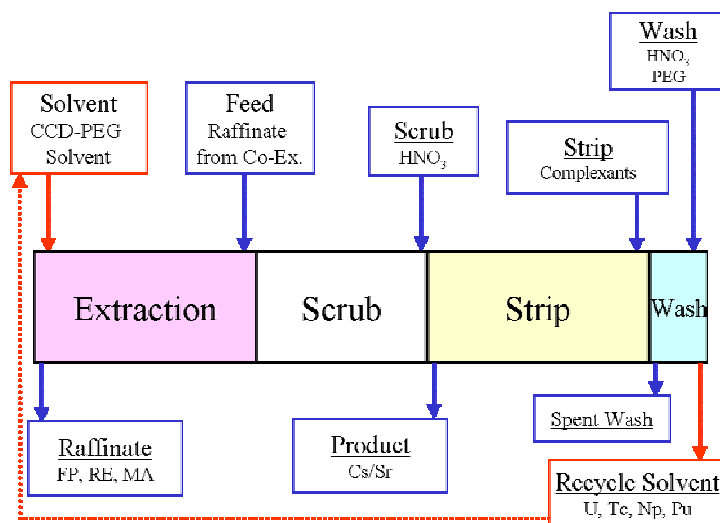 Wash
HNO₃
PEG
Solvent
CCD-PEG
Solvent
Feed
Raffinate
from Co-Ex.
Scrub
HNO₃
Strip
Complexants
Extraction
Scrub
Strip
Wash
Raffinate
FP, RE, MA
Product
Cs/Sr
Spent Wash
Recycle Solvent
U, Tc, Np, Pu